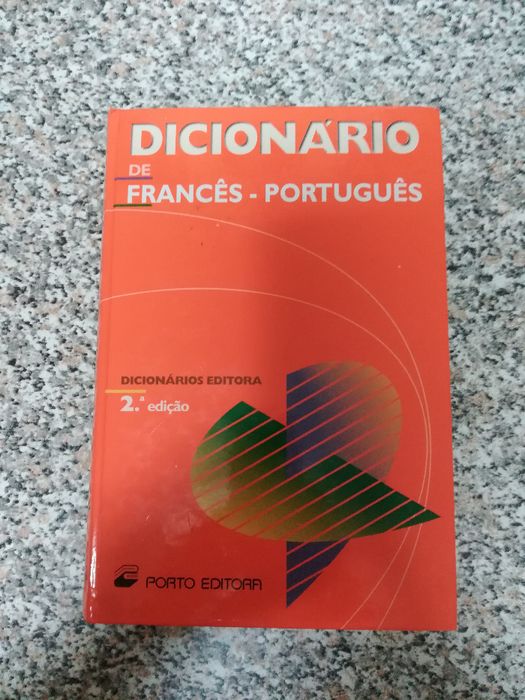 DICIONÁRIO
DE
FRANCÊS - PORTUGUÊS
DICIONÁRIOS EDITORA
2.ª edição
PORTO EDITORA